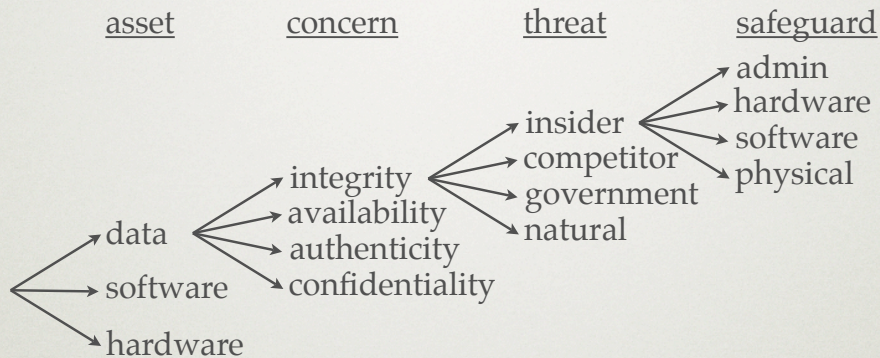 asset concern threat safeguard
admin
hardware
software
physical
insider
competitor
government
natural
integrity
availability
authenticity
confidentiality
data
software
hardware